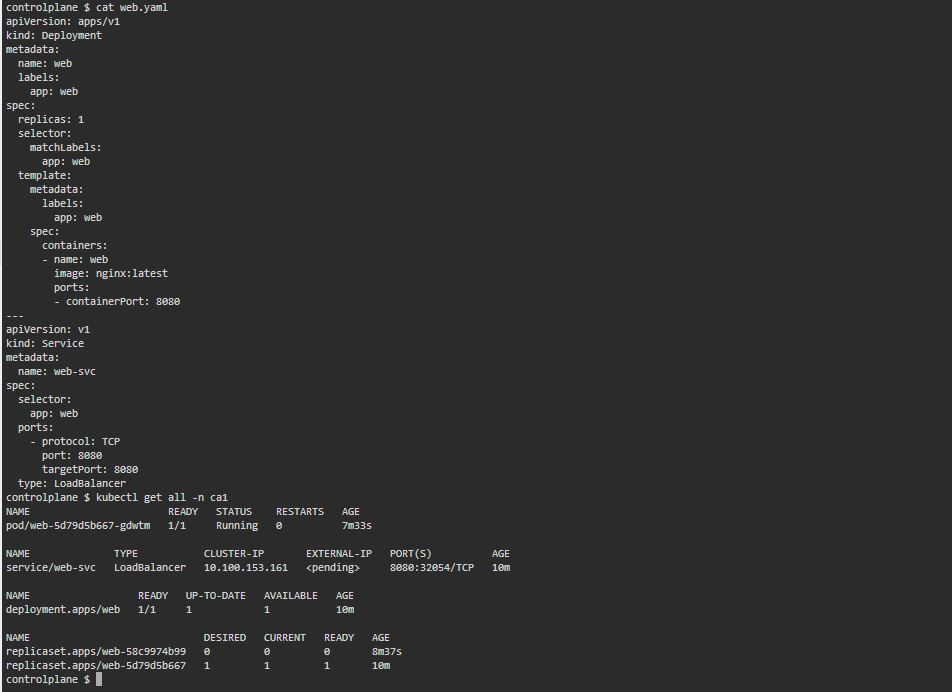 controlplane $ cat web.yaml
apiVersion: apps/v1
kind: Deployment
metadata:
  name: web
  labels:
    app: web
spec:
  replicas: 1
  selector:
    matchLabels:
      app: web
  template:
    metadata:
      labels:
        app: web
    spec:
      containers:
      - name: web
        image: nginx:latest
        ports:
        - containerPort: 8080
---
apiVersion: v1
kind: Service
metadata:
  name: web-svc
spec:
  selector:
    app: web
  ports:
    - protocol: TCP
      port: 8080
      targetPort: 8080
  type: LoadBalancer
controlplane $ kubectl get all -n ca1
NAME                       READY   STATUS    RESTARTS   AGE
pod/web-5d79d5b667-gdwtm   1/1     Running   0          7m33s

NAME              TYPE           CLUSTER-IP       EXTERNAL-IP   PORT(S)          AGE
service/web-svc   LoadBalancer   10.100.153.161   <pending>     8080:32054/TCP   10m

NAME                  READY   UP-TO-DATE   AVAILABLE   AGE
deployment.apps/web   1/1     1            1           10m

NAME                             DESIRED   CURRENT   READY   AGE
replicaset.apps/web-58c9974b99   0         0         0       8m37s
replicaset.apps/web-5d79d5b667   1         1         1       10m
controlplane $